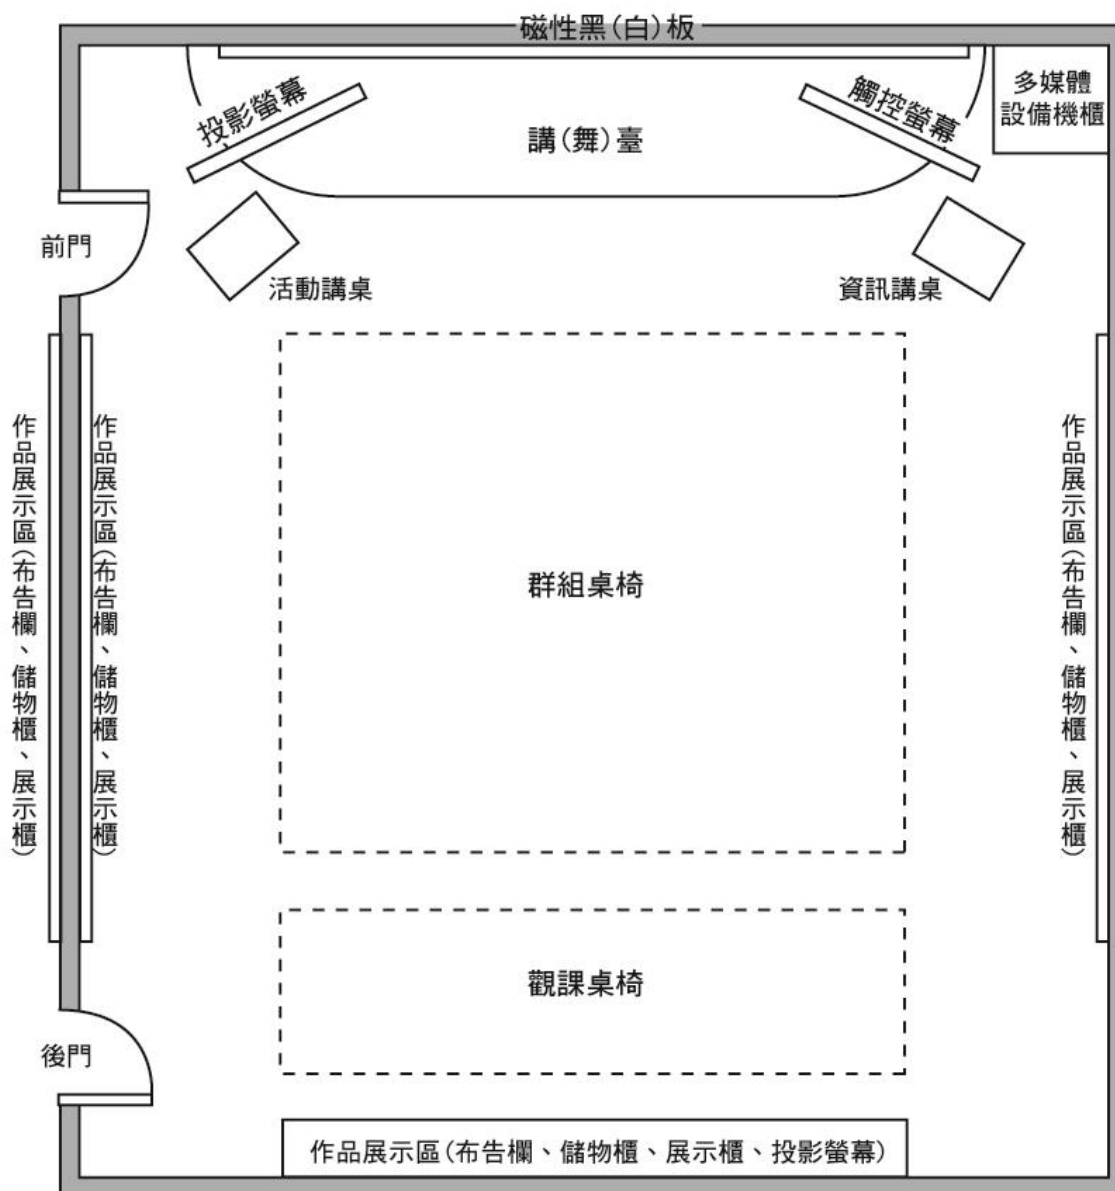 磁性黑(白)板
投影螢幕
講(舞)臺
觸控螢幕
多媒體
設備機櫃
前門
活動講桌
資訊講桌
作品展示區(布告欄、儲物櫃、展示櫃)
作品展示區(布告欄、儲物櫃、展示櫃)
群組桌椅
作品展示區(布告欄、儲物櫃、展示櫃)
觀課桌椅
後門
作品展示區(布告欄、儲物櫃、展示櫃、投影螢幕)